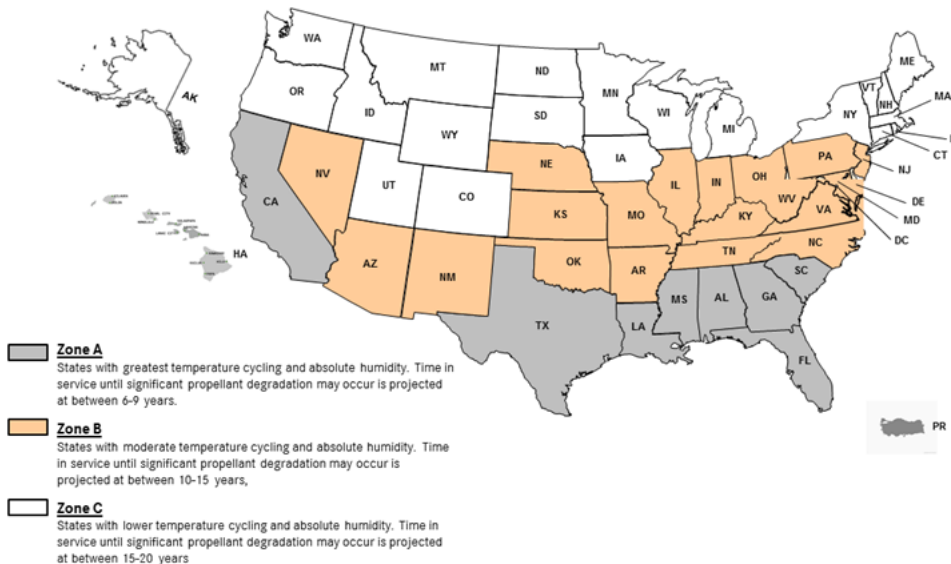 WA
MT
ND
MN
ME
VT
NH
MA
AK
OR
ID
SD
WI
MI
NY
WY
CT
IA
NE
PA
NJ
NV
UT
CO
IL
IN
OH
DE
CA
KS
MO
WV
VA
MD
KY
DC
HA
AZ
NM
OK
AR
TN
NC
SC
MS
AL
GA
TX
LA
FL
PR
Zone A
States with greatest temperature cycling and absolute humidity. Time in
service until significant propellant degradation may occur is projected
at between 6-9 years.
Zone B
States with moderate temperature cycling and absolute humidity. Time
in service until significant propellant degradation may occur is
projected at between 10-15 years,
Zone C
States with lower temperature cycling and absolute humidity. Time in
service until significant propellant degradation may occur is projected
at between 15-20 years